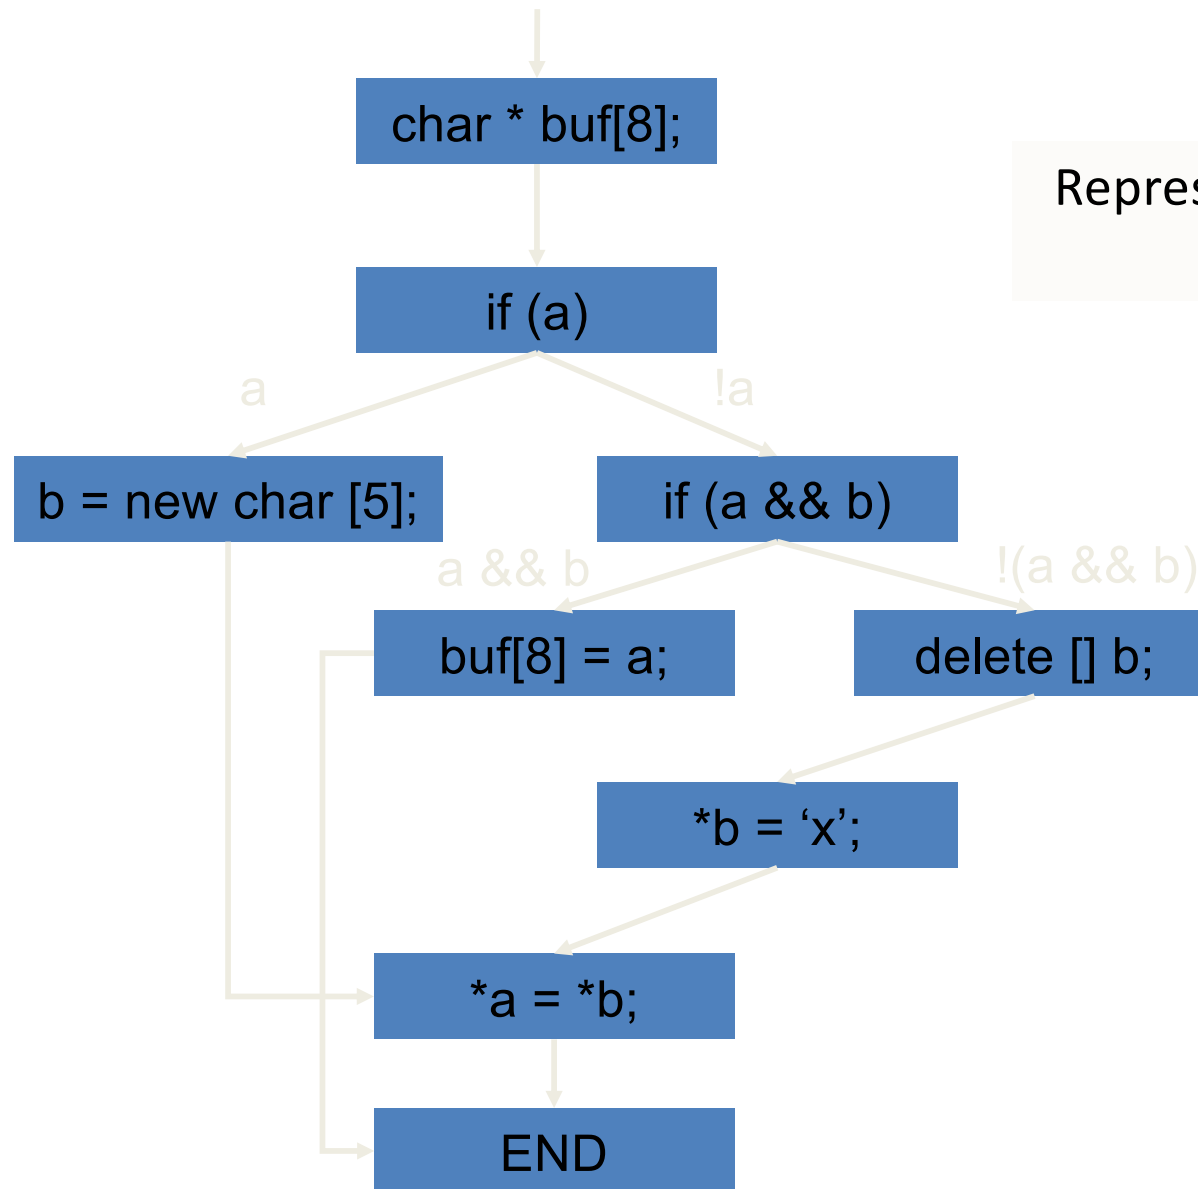 char * buf[8];
Repres
if (a)
a
!a
b = new char [5];
if (a && b)
a && b
!(a && b)
buf[8] = a;
delete [] b;
*b = ‘x’;
*a = *b;
END